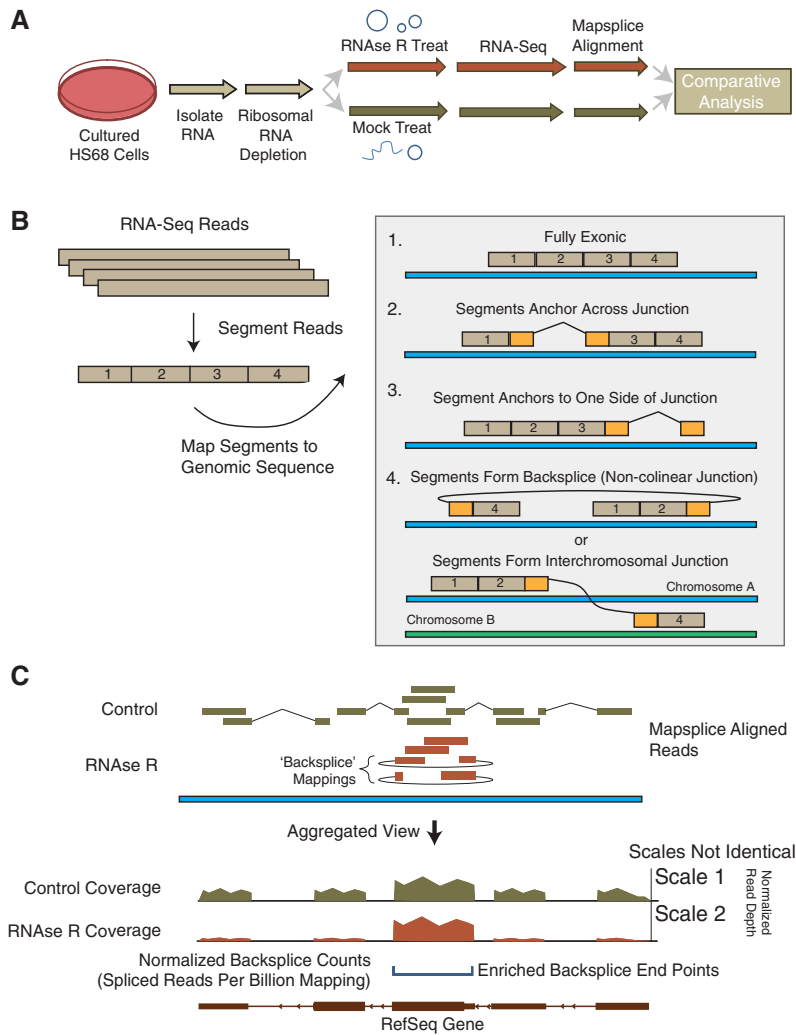 A
Cultured
HS68 Cells
Isolate
RNA
Ribosomal
RNA
Depletion
RNAse R Treat
Mock Treat
RNA-Seq
Mapsplice
Alignment
Comparative
Analysis
B
RNA-Seq Reads
Segment Reads
1 2 3 4
Map Segments to
Genomic Sequence
1.
Fully Exonic
1 2 3 4
2.
Segments Anchor Across Junction
1 3 4
3.
Segment Anchors to One Side of Junction
1 2 3
4.
Segments Form Backsplice (Non-colinear Junction)
4 1 2
or
Segments Form Interchromosomal Junction
1 2
Chromosome A
Chromosome B
4
C
Control
RNAse R
'Backsplice'
Mappings
Mapsplice Aligned
Reads
Aggregated View
Scales Not Identical
Control Coverage
Scale 1
RNAse R Coverage
Scale 2
Normalized
Read Depth
Normalized Backsplice Counts
(Spliced Reads Per Billion Mapping)
Enriched Backsplice End Points
RefSeq Gene